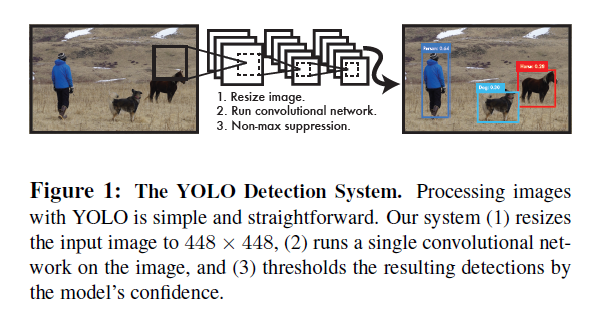 Person: 0.64
Horse: 0.28
Dog: 0.30
1. Resize image.
2. Run convolutional network.
3. Non-max suppression.
Figure 1: The YOLO Detection System. Processing images
with YOLO is simple and straightforward. Our system (1) resizes
the input image to 448 × 448, (2) runs a single convolutional net-
work on the image, and (3) thresholds the resulting detections by
the model’s confidence.